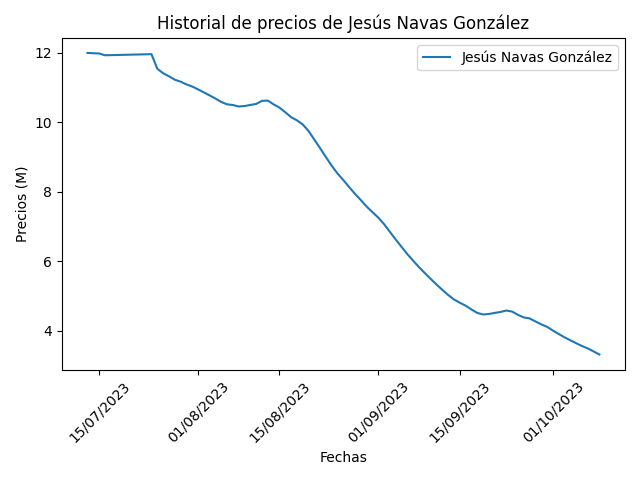 Historial de precios de Jesús Navas González
Jesús Navas González
Precios (M)
12
10
8
6
4
15/07/2023
01/08/2023
15/08/2023
01/09/2023
15/09/2023
01/10/2023
Fechas